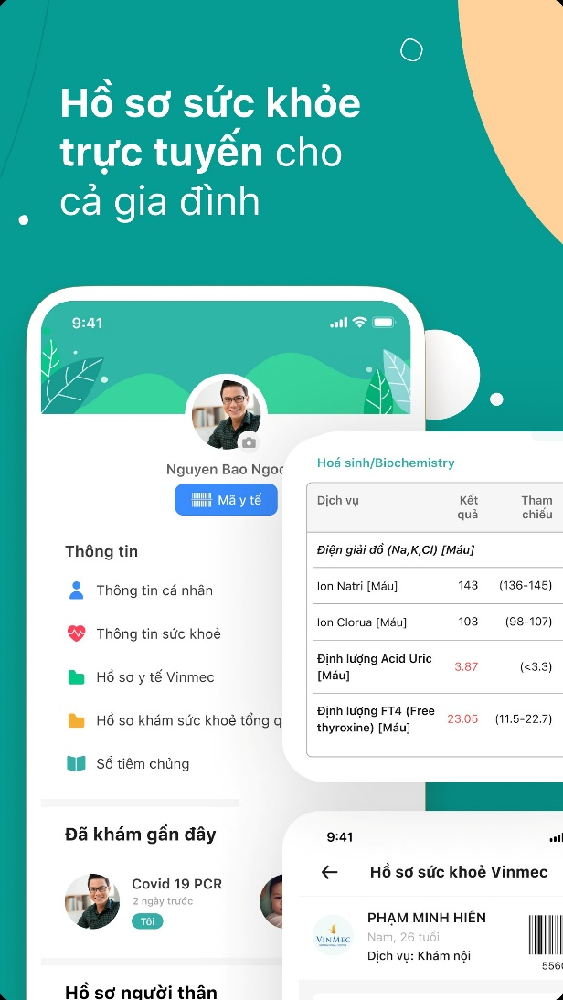 Hồ sơ sức khỏe
trực tuyến cho
cả gia đình
9:41
Nguyen Bao Ngoc
Mã y tế
Thông tin
Thông tin cá nhân
Thông tin sức khoẻ
Hồ sơ y tế Vinmec
Hồ sơ khám sức khoẻ tổng q
Sổ tiêm chủng
Đã khám gần đây
Covid 19 PCR
2 ngày trước
Tôi
Hồ sơ người thân
Hoá sinh/Biochemistry
Dịch vụ Kết Tham
quả chiếu
Điện giải đồ (Na,K,Cl) [Máu]
Ion Natri [Máu] 143 (136-145)
Ion Clorua [Máu] 103 (98-107)
Định lượng Acid Uric
[Máu] 3.87 (<3.3)
Định lượng FT4 (Free
thyroxine) [Máu] 23.05 (11.5-22.7)
9:41
Hồ sơ sức khoẻ Vinmec
VINMEC
PHẠM MINH HIỀN
Nam, 26 tuổi
Dịch vụ: Khám nội
5560